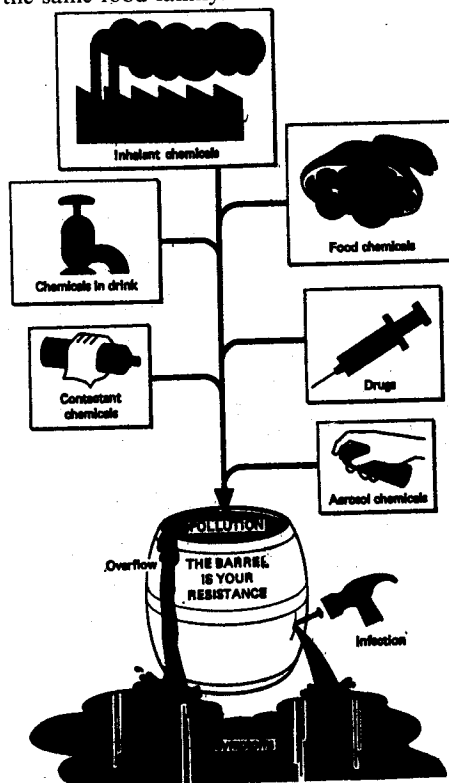 the same food family
Inhalant chemicals
Food chemicals
Chemicals in drink
Drugs
Contactant
chemicals
Aerosol chemicals
POLLUTION
Overflow
THE BARREL
IS YOUR
RESISTANCE
Infection